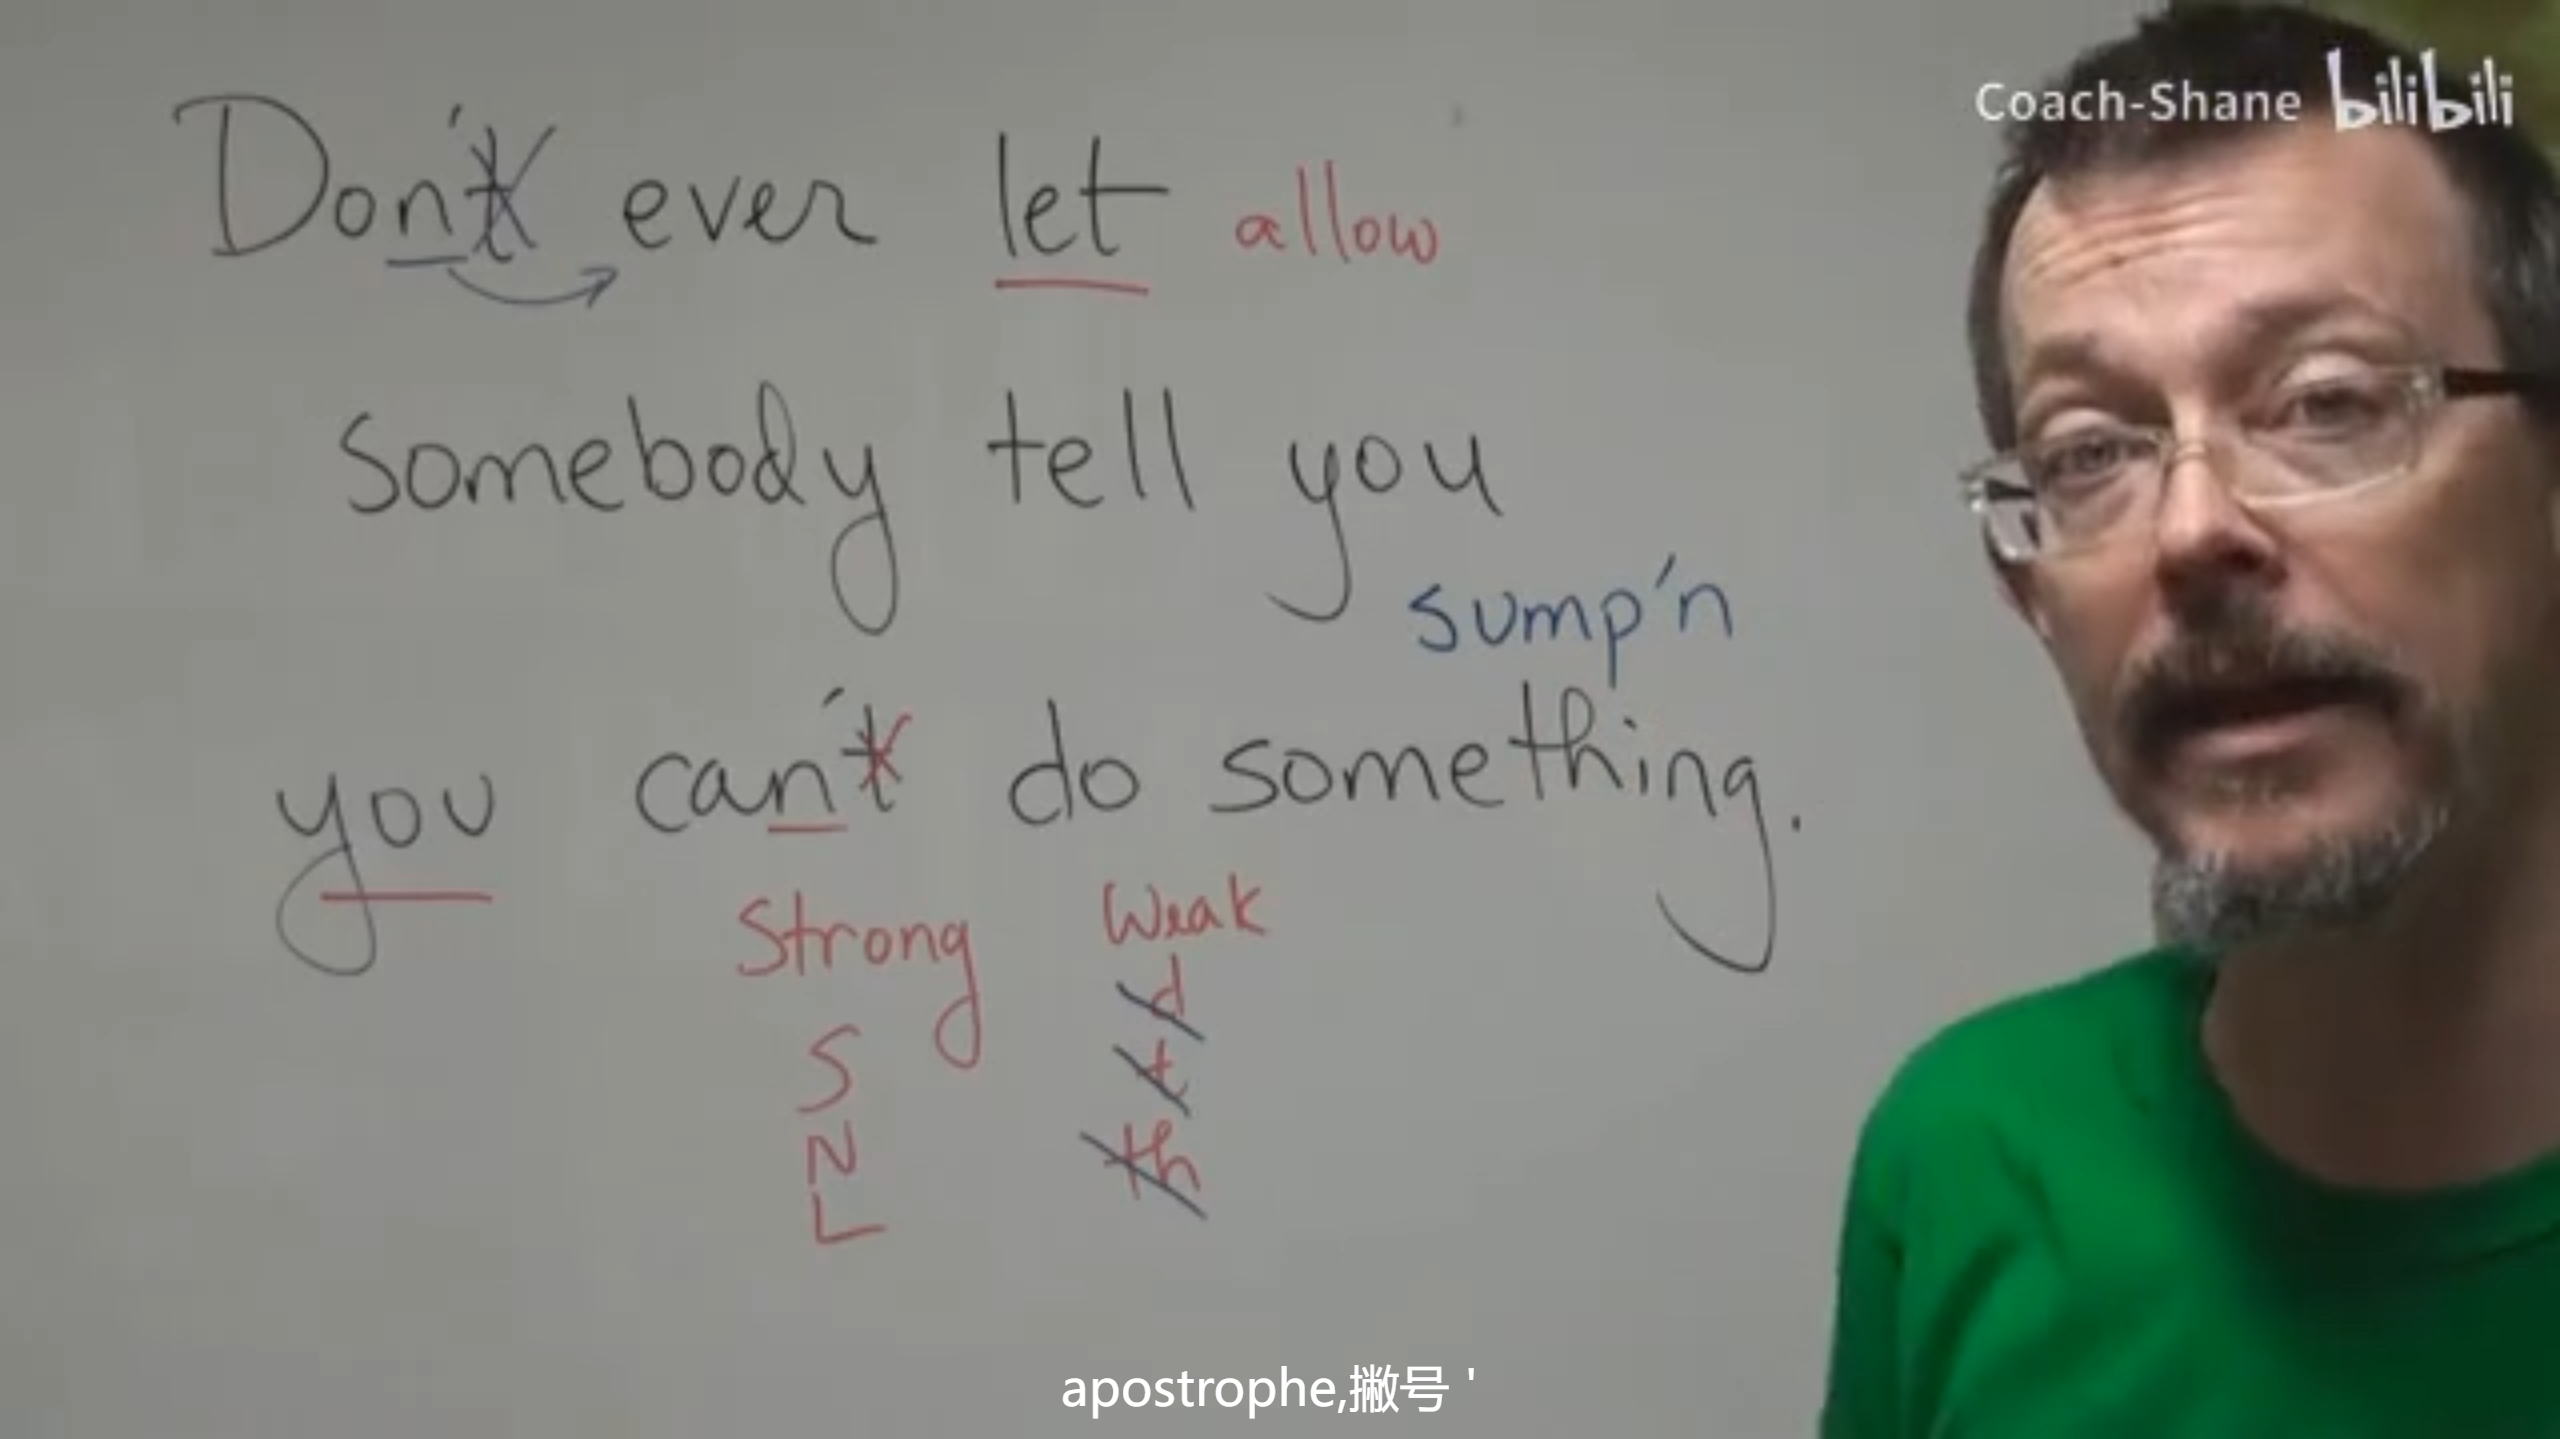 Coach-Shane bilibili
Don't ever let allow
somebody tell you
sump'n
you can't do something.
Strong Weak
S d
N t
L th
apostrophe,撇号 '